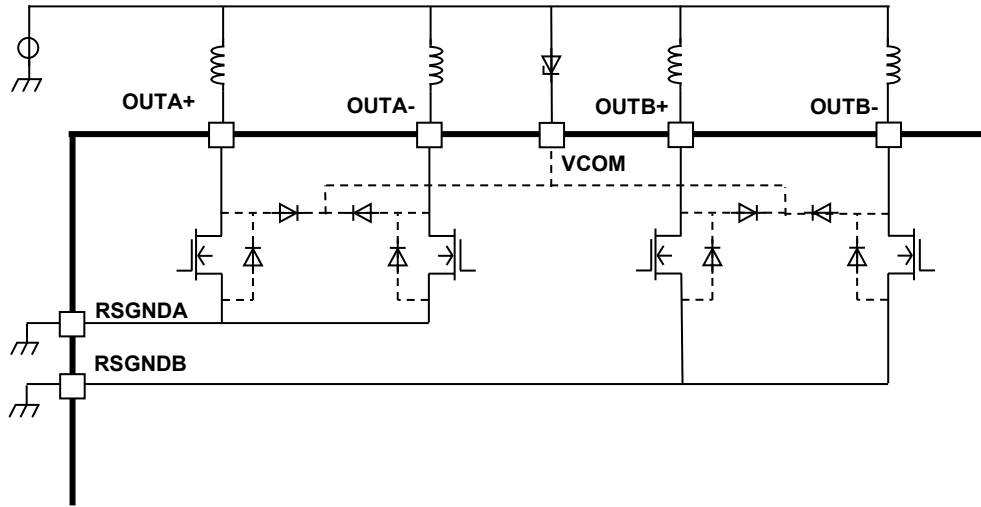 OUTA+
OUTA-
OUTB+
OUTB-
VCOM
RSGNDA
RSGNDB